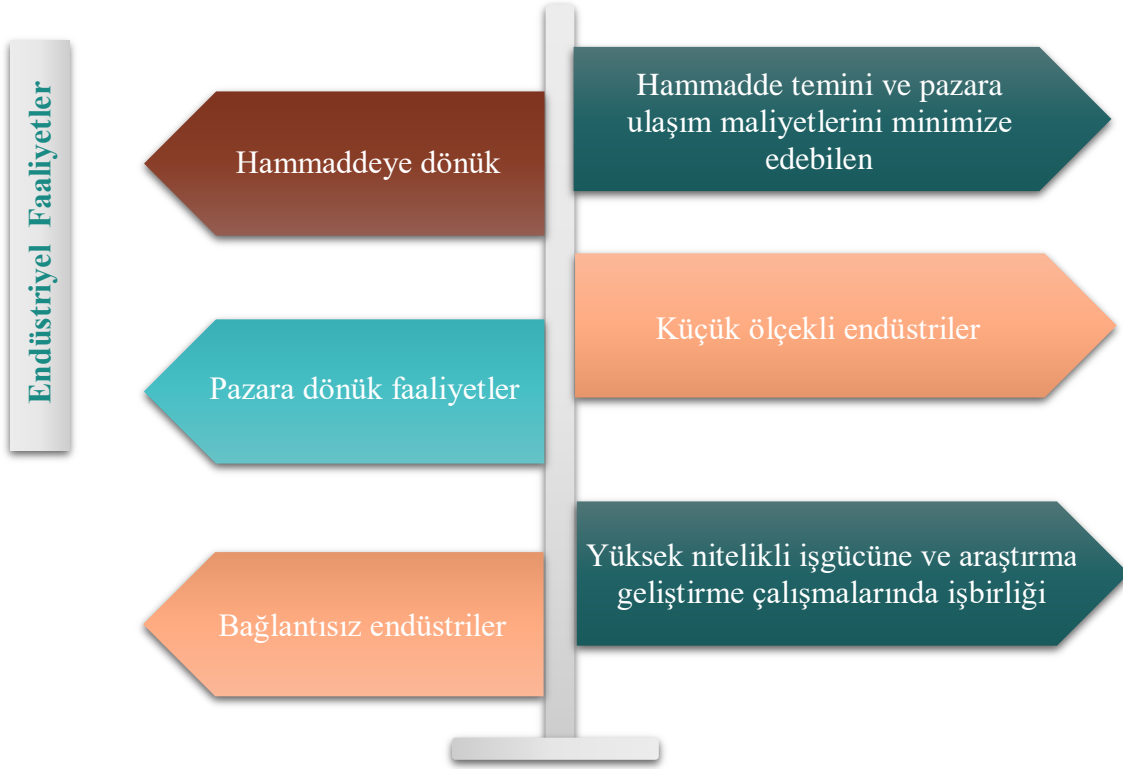 Endüstriyel Faaliyetler
Hammadde temini ve pazara
ulaşım maliyetlerini minimize
edebilen
Hammaddeye dönük
Küçük ölçekli endüstriler
Pazara dönük faaliyetler
Yüksek nitelikli işgücüne ve araştırma
geliştirme çalışmalarında işbirliği
Bağlantısız endüstriler